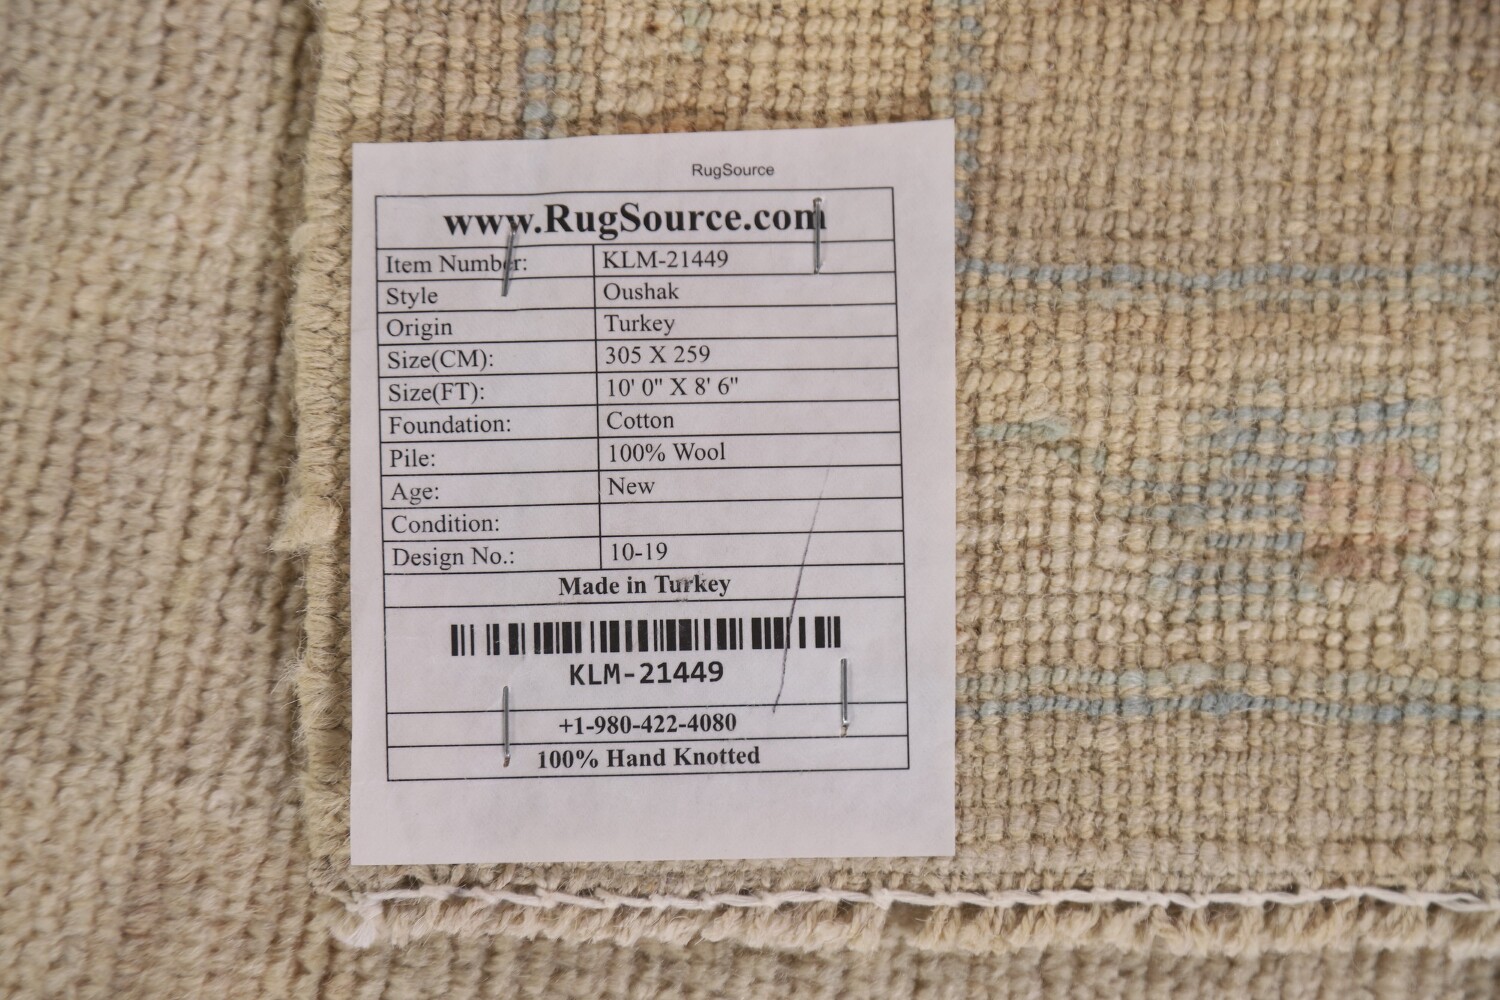 RugSource
www.RugSource.com
Item Number: KLM-21449
Style Oushak
Origin Turkey
Size(CM): 305 X 259
Size(FT): 10' 0" X 8' 6"
Foundation: Cotton
Pile: 100% Wool
Age: New
Condition:
Design No.: 10-19
Made in Turkey
KLM-21449
+1-980-422-4080
100% Hand Knotted